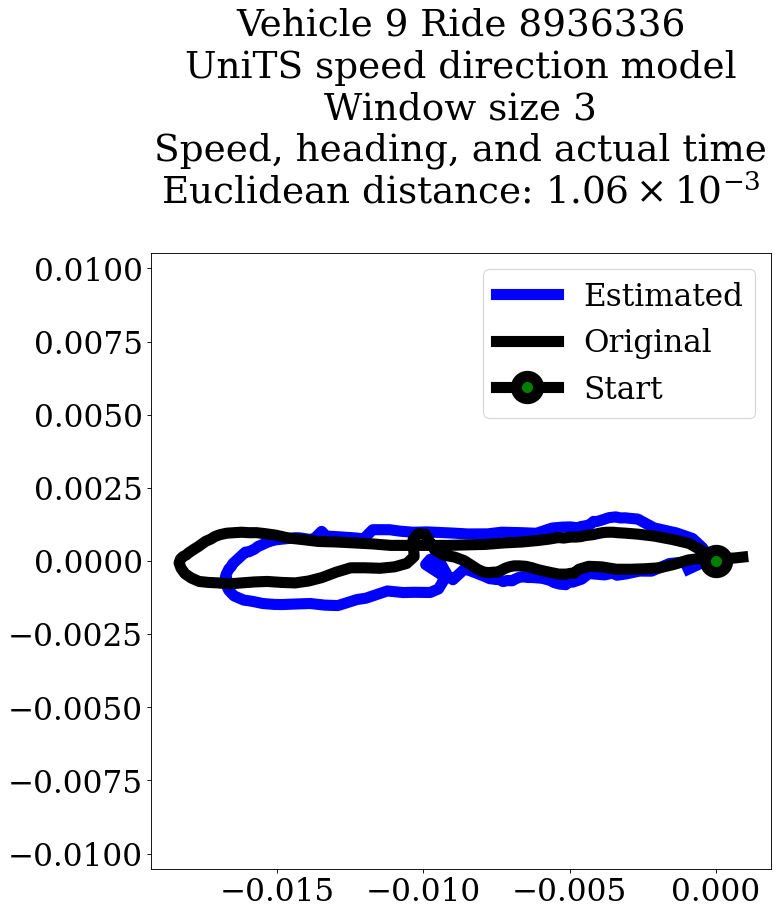 Vehicle 9 Ride 8936336
UniTS speed direction model
Window size 3
Speed, heading, and actual time
Euclidean distance: 1.06 × 10⁻³
Estimated
Original
Start
0.0100
0.0075
0.0050
0.0025
0.0000
−0.0025
−0.0050
−0.0075
−0.0100
−0.015 −0.010 −0.005 0.000